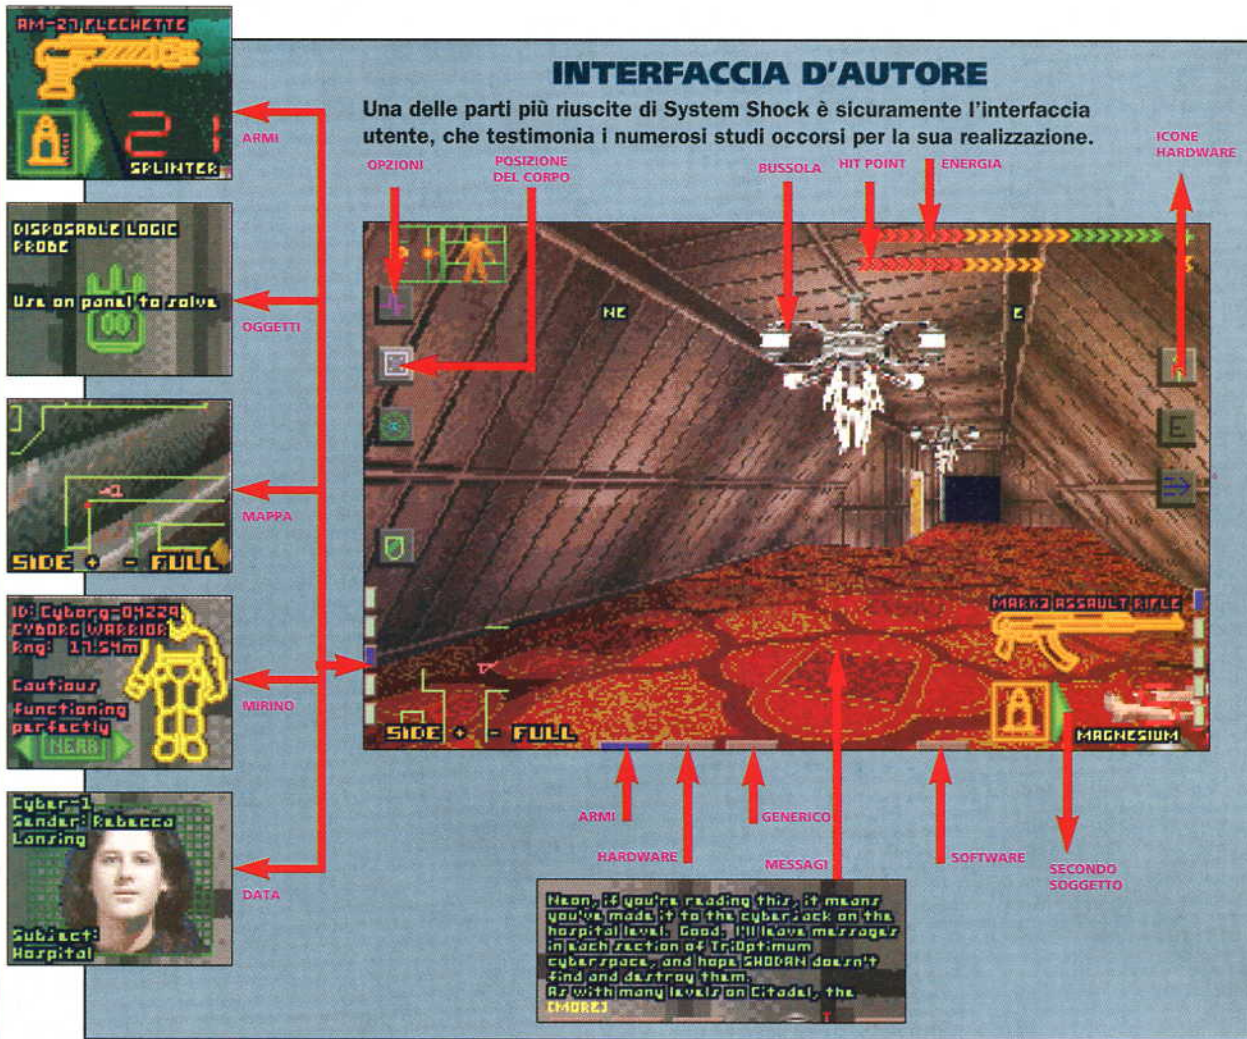 INTERFACCIA D'AUTORE
Una delle parti più riuscite di System Shock è sicuramente l'interfaccia
utente, che testimonia i numerosi studi occorsi per la sua realizzazione.
AM-27 FLECHETTE
21
SPLINTER
ARMI
DISPOSABLE LOGIC
PROBE
Use on panel to solve
OGGETTI
SIDE + - FULL
MAPPA
ID: Cyborg-04229
CYBORG WARRIOR
Rng: 17.54m
Cautious
functioning
perfectly
NEAR
MIRINO
Cyber-1
Sender: Rebecca
Lansing
Subject:
Hospital
DATA
OPZIONI
POSIZIONE
DEL CORPO
BUSSOLA
HIT POINT
ENERGIA
ICONE
HARDWARE
NE
E
E
MARK3 ASSAULT RIFLE
SIDE + - FULL
MAGNESIUM
ARMI
HARDWARE
GENERICO
MESSAGI
SOFTWARE
SECONDO
SOGGETTO
Neon, if you're reading this, it means
you've made it to the cyberjack on the
hospital level. Good, I'll leave messages
in each section of TriOptimum
cyberspace, and hope SHODAN doesn't
find and destroy them.
As with many levels on Citadel, the
[MORE]